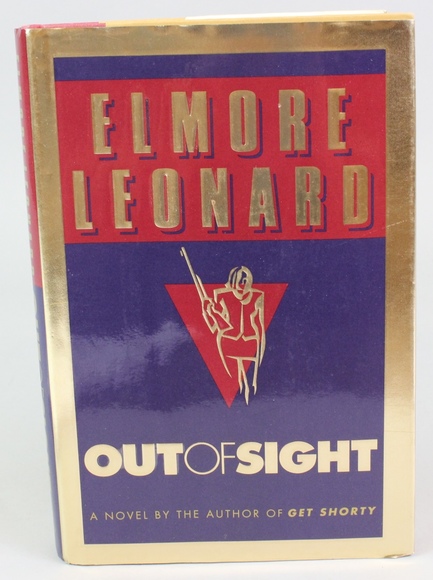 ELMORE
LEONARD
OUTOFSIGHT
A NOVEL BY THE AUTHOR OF GET SHORTY